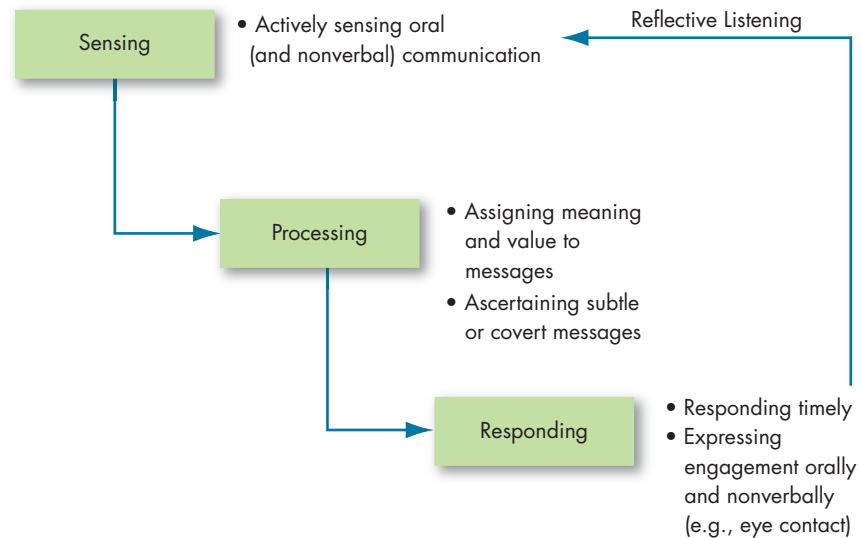 Sensing
• Actively sensing oral
(and nonverbal) communication
Reflective Listening
Processing
• Assigning meaning
and value to
messages
• Ascertaining subtle
or covert messages
Responding
• Responding timely
• Expressing
engagement orally
and nonverbally
(e.g., eye contact)